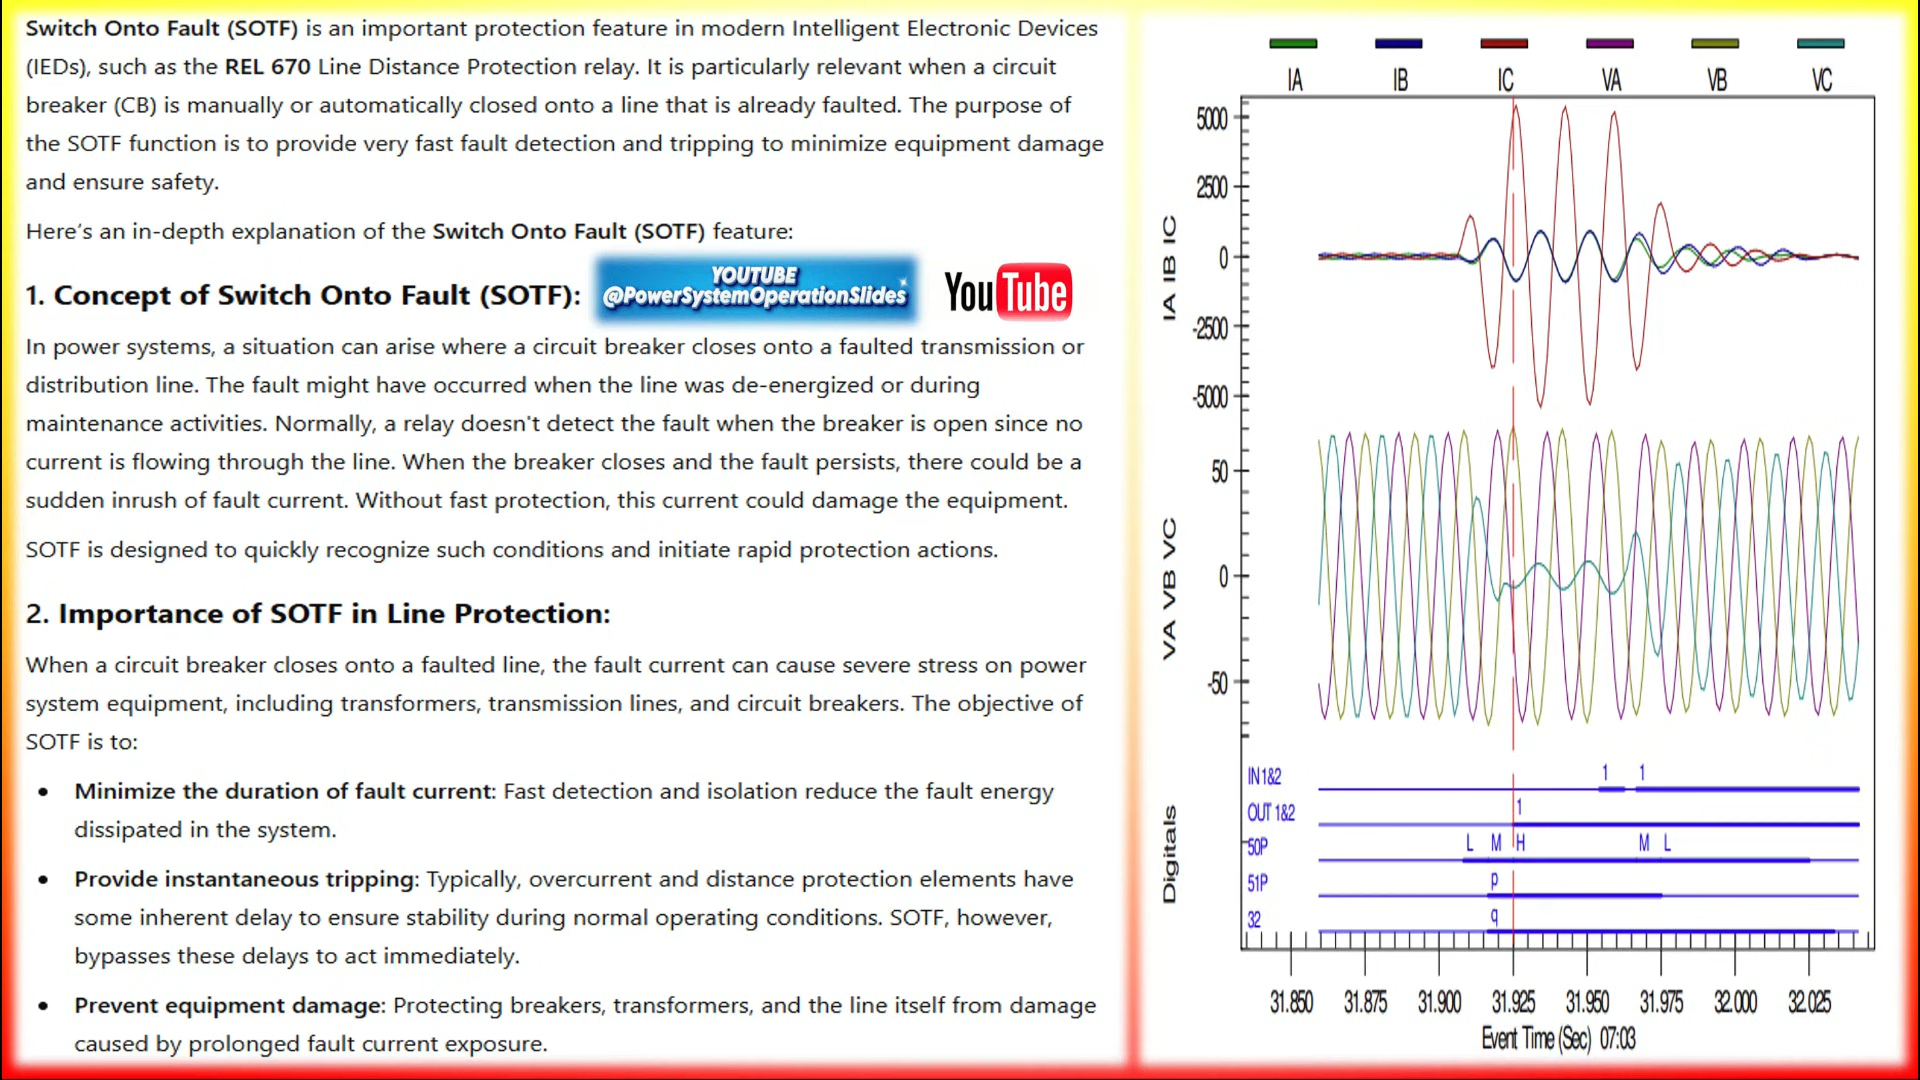 Switch Onto Fault (SOTF) is an important protection feature in modern Intelligent Electronic Devices
(IEDs), such as the REL 670 Line Distance Protection relay. It is particularly relevant when a circuit
breaker (CB) is manually or automatically closed onto a line that is already faulted. The purpose of
the SOTF function is to provide very fast fault detection and tripping to minimize equipment damage
and ensure safety.
Here's an in-depth explanation of the Switch Onto Fault (SOTF) feature:
1. Concept of Switch Onto Fault (SOTF):
YOUTUBE
@PowerSystemOperationSlides
YouTube
In power systems, a situation can arise where a circuit breaker closes onto a faulted transmission or
distribution line. The fault might have occurred when the line was de-energized or during
maintenance activities. Normally, a relay doesn't detect the fault when the breaker is open since no
current is flowing through the line. When the breaker closes and the fault persists, there could be a
sudden inrush of fault current. Without fast protection, this current could damage the equipment.
SOTF is designed to quickly recognize such conditions and initiate rapid protection actions.
2. Importance of SOTF in Line Protection:
When a circuit breaker closes onto a faulted line, the fault current can cause severe stress on power
system equipment, including transformers, transmission lines, and circuit breakers. The objective of
SOTF is to:
• Minimize the duration of fault current: Fast detection and isolation reduce the fault energy
dissipated in the system.
• Provide instantaneous tripping: Typically, overcurrent and distance protection elements have
some inherent delay to ensure stability during normal operating conditions. SOTF, however,
bypasses these delays to act immediately.
• Prevent equipment damage: Protecting breakers, transformers, and the line itself from damage
caused by prolonged fault current exposure.
IA IB IC VA VB VC
IA IB IC
5000
2500
0
-2500
-5000
VA VB VC
50
0
-50
Digitals
IN 1&2 1 1
OUT 1&2 1
50P L M H M L
51P p
32 q
31.850 31.875 31.900 31.925 31.950 31.975 32.000 32.025
Event Time (Sec) 07:03